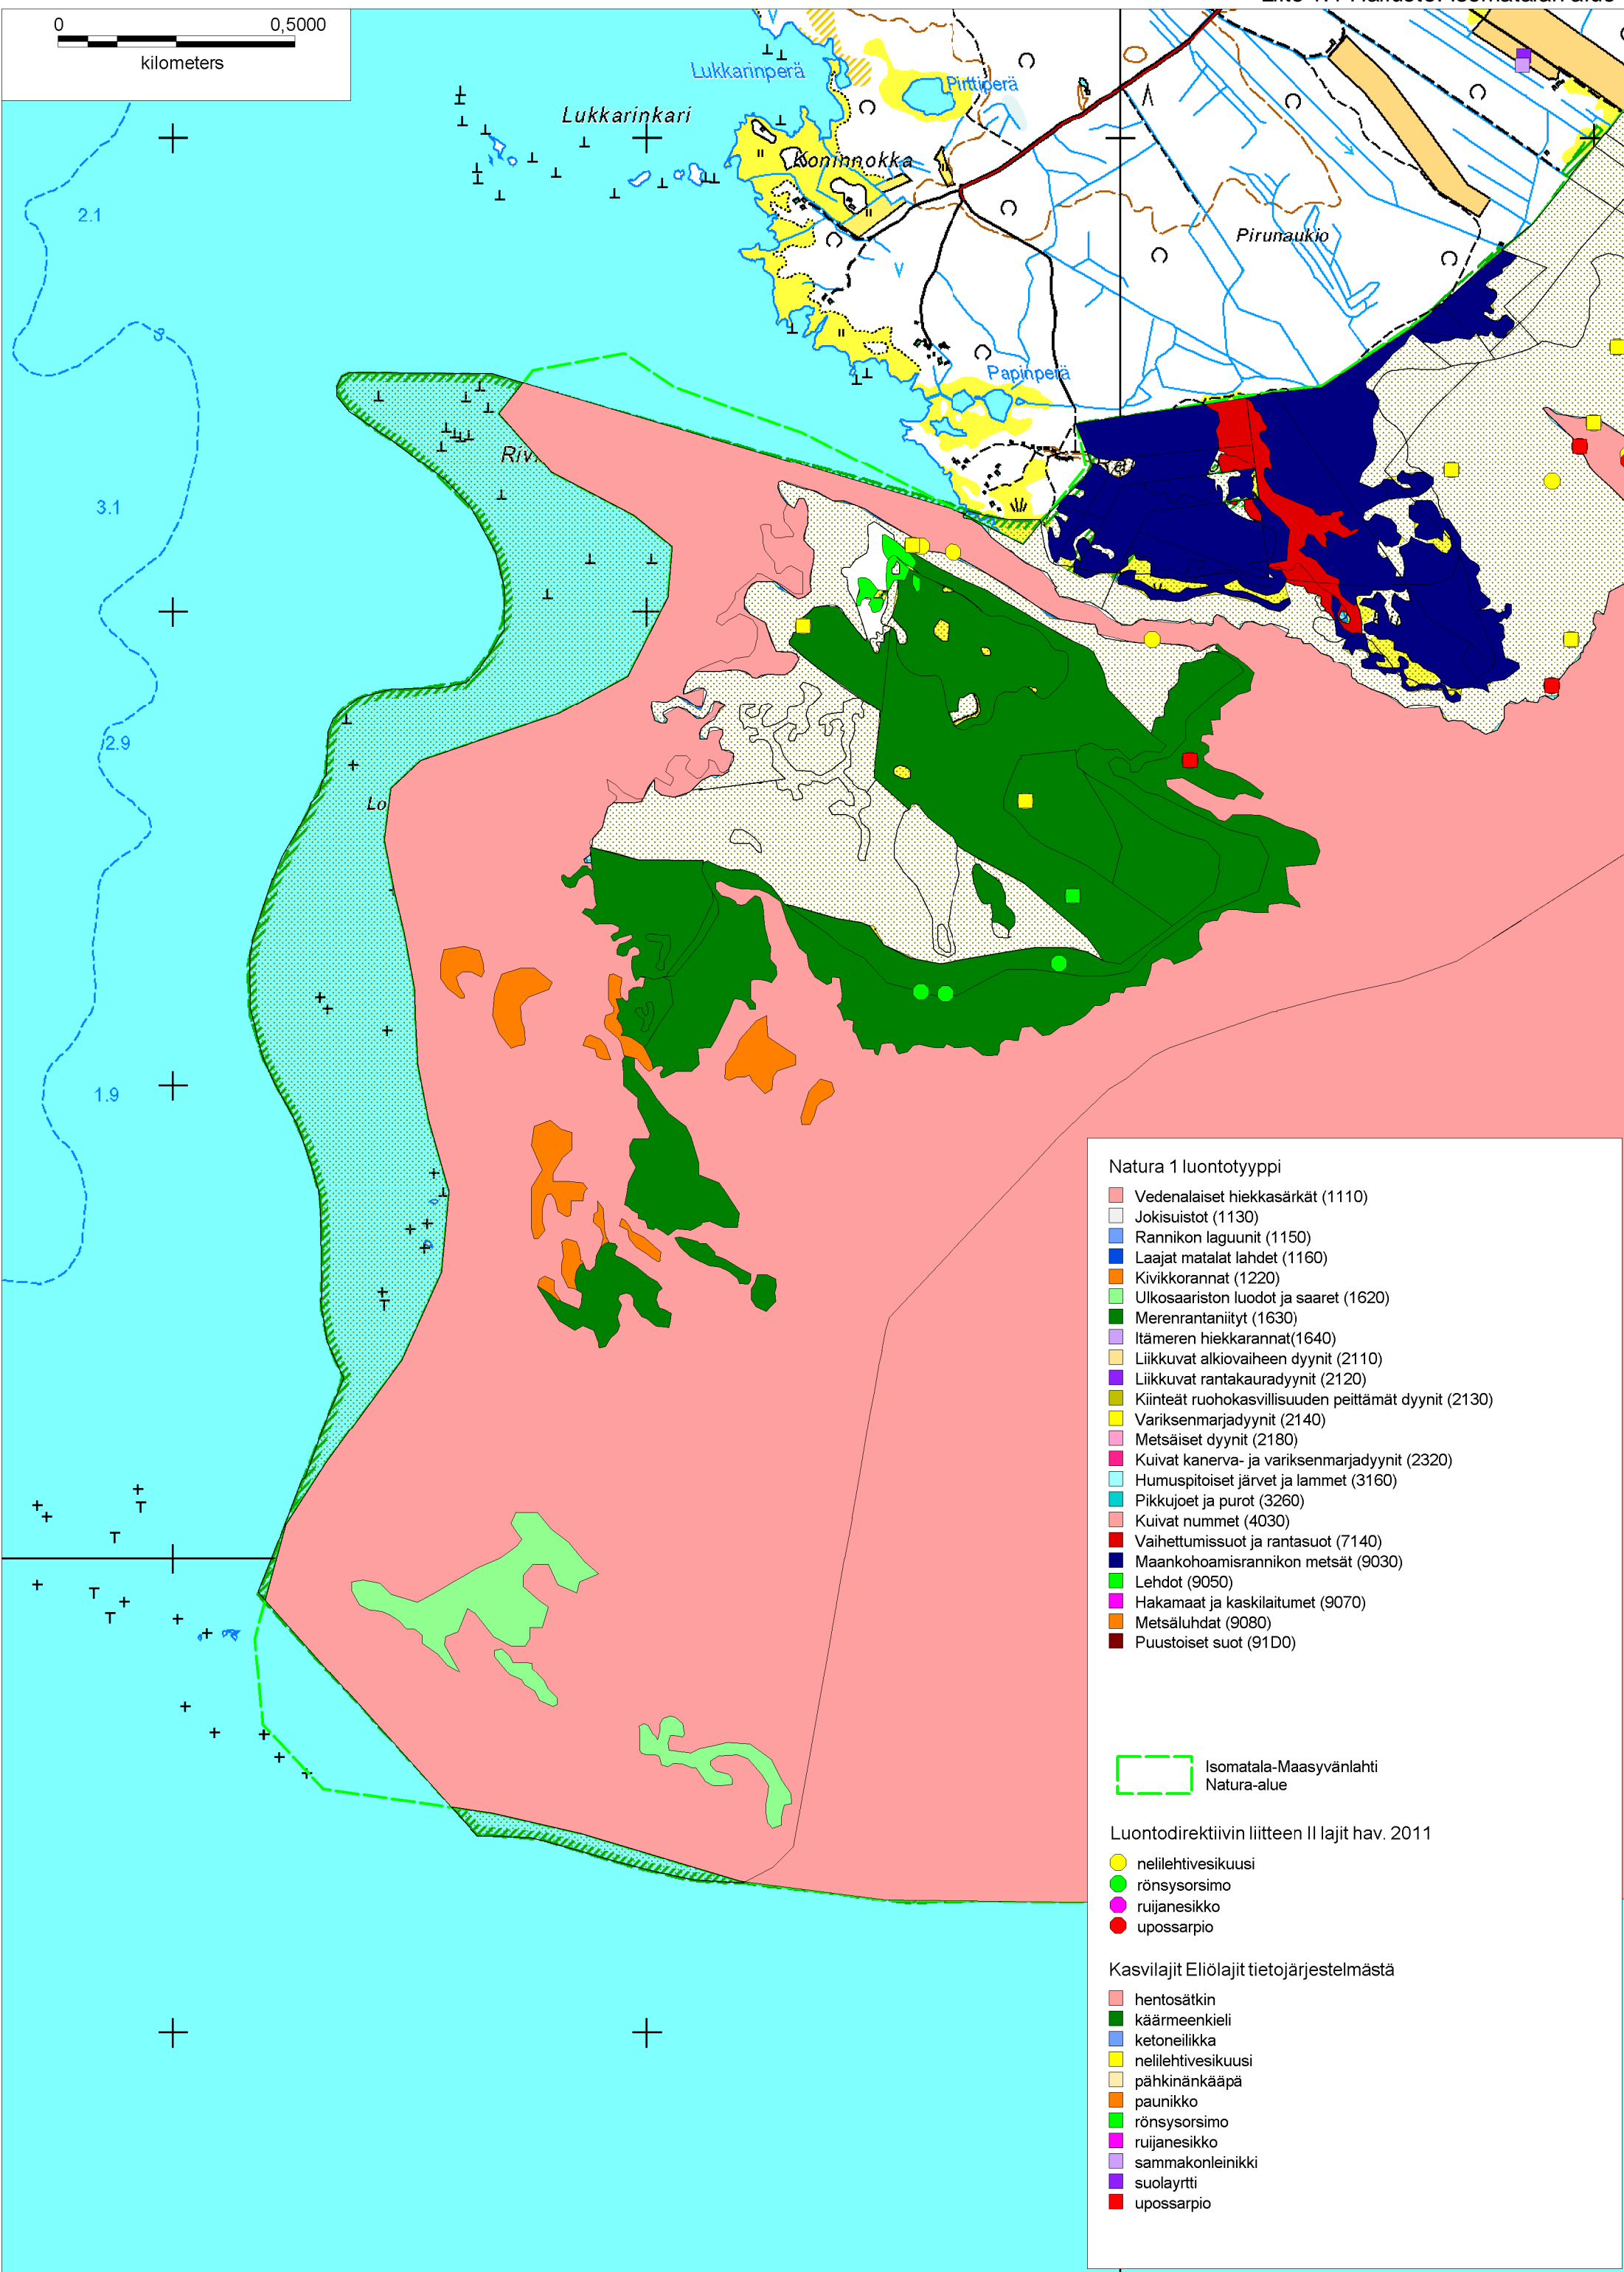 0 0,5000
kilometers
Lukkarinperä
Pirttiperä
Lukkarinkari
Koninnokka
2.1
Pirunaukio
3
Papinperä
Riv
3.1
2.9
Lo
1.9
Natura 1 luontotyyppi
Vedenalaiset hiekkasärkät (1110)
Jokisuistot (1130)
Rannikon laguunit (1150)
Laajat matalat lahdet (1160)
Kivikkorannat (1220)
Ulkosaariston luodot ja saaret (1620)
Merenrantaniityt (1630)
Itämeren hiekkarannat(1640)
Liikkuvat alkiovaiheen dyynit (2110)
Liikkuvat rantakauradyynit (2120)
Kiinteät ruohokasvillisuuden peittämät dyynit (2130)
Variksenmarjadyynit (2140)
Metsäiset dyynit (2180)
Kuivat kanerva- ja variksenmarjadyynit (2320)
Humuspitoiset järvet ja lammet (3160)
Pikkujoet ja purot (3260)
Kuivat nummet (4030)
Vaihettumissuot ja rantasuot (7140)
Maankohoamisrannikon metsät (9030)
Lehdot (9050)
Hakamaat ja kaskilaitumet (9070)
Metsäluhdat (9080)
Puustoiset suot (91D0)
Isomatala-Maasyvänlahti
Natura-alue
Luontodirektiivin liitteen II lajit hav. 2011
nelilehtivesikuusi
rönsysorsimo
ruijanesikko
upossarpio
Kasvilajit Eliölajit tietojärjestelmästä
hentosätkin
käärmeenkieli
ketoneilikka
nelilehtivesikuusi
pähkinänkääpä
paunikko
rönsysorsimo
ruijanesikko
sammakonleinikki
suolayrtti
upossarpio